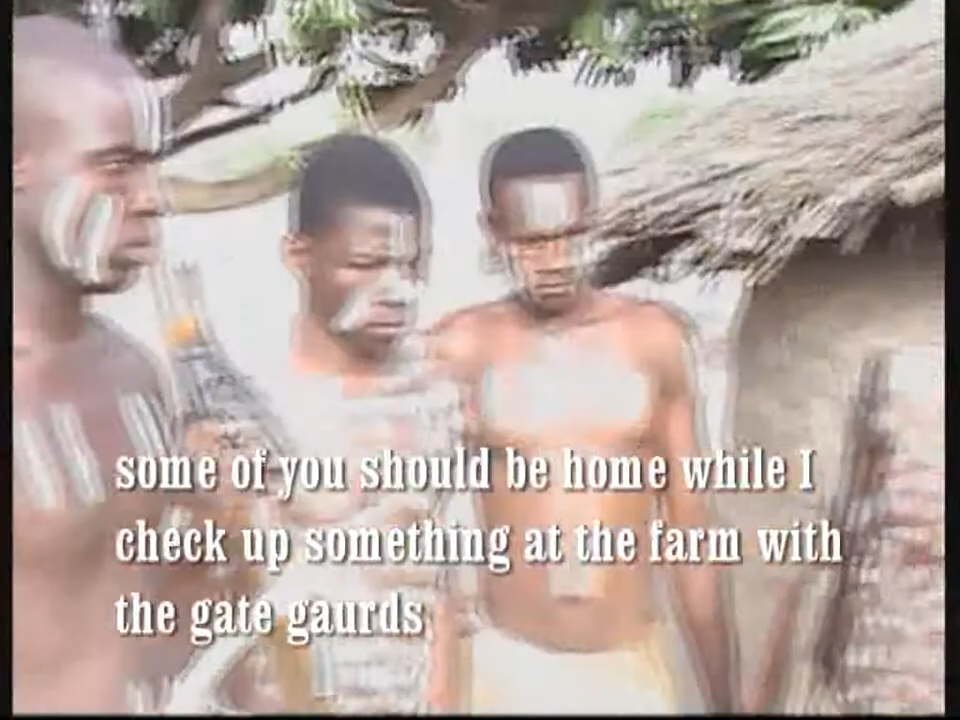 some of you should be home while I
check up something at the farm with
the gate gaurds